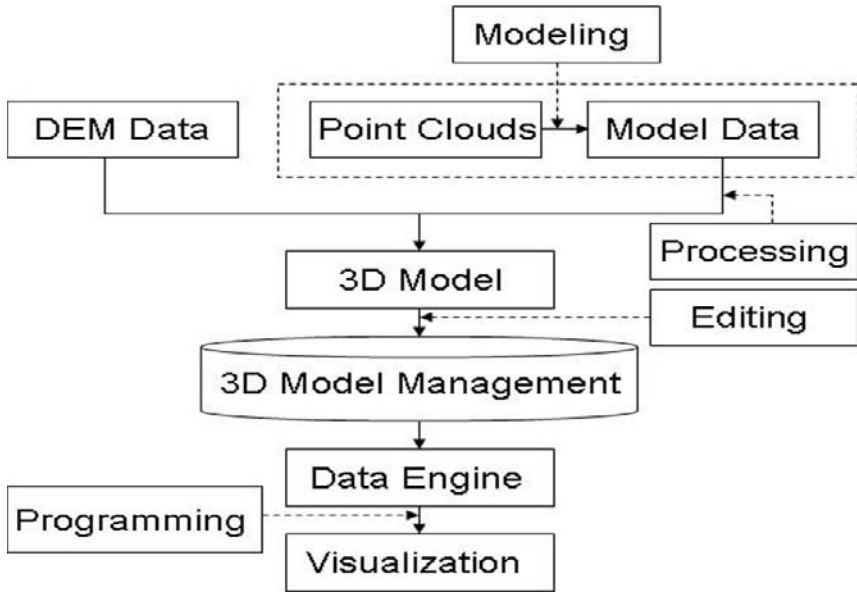 Modeling
DEM Data
Point Clouds
Model Data
Processing
3D Model
Editing
3D Model Management
Data Engine
Programming
Visualization